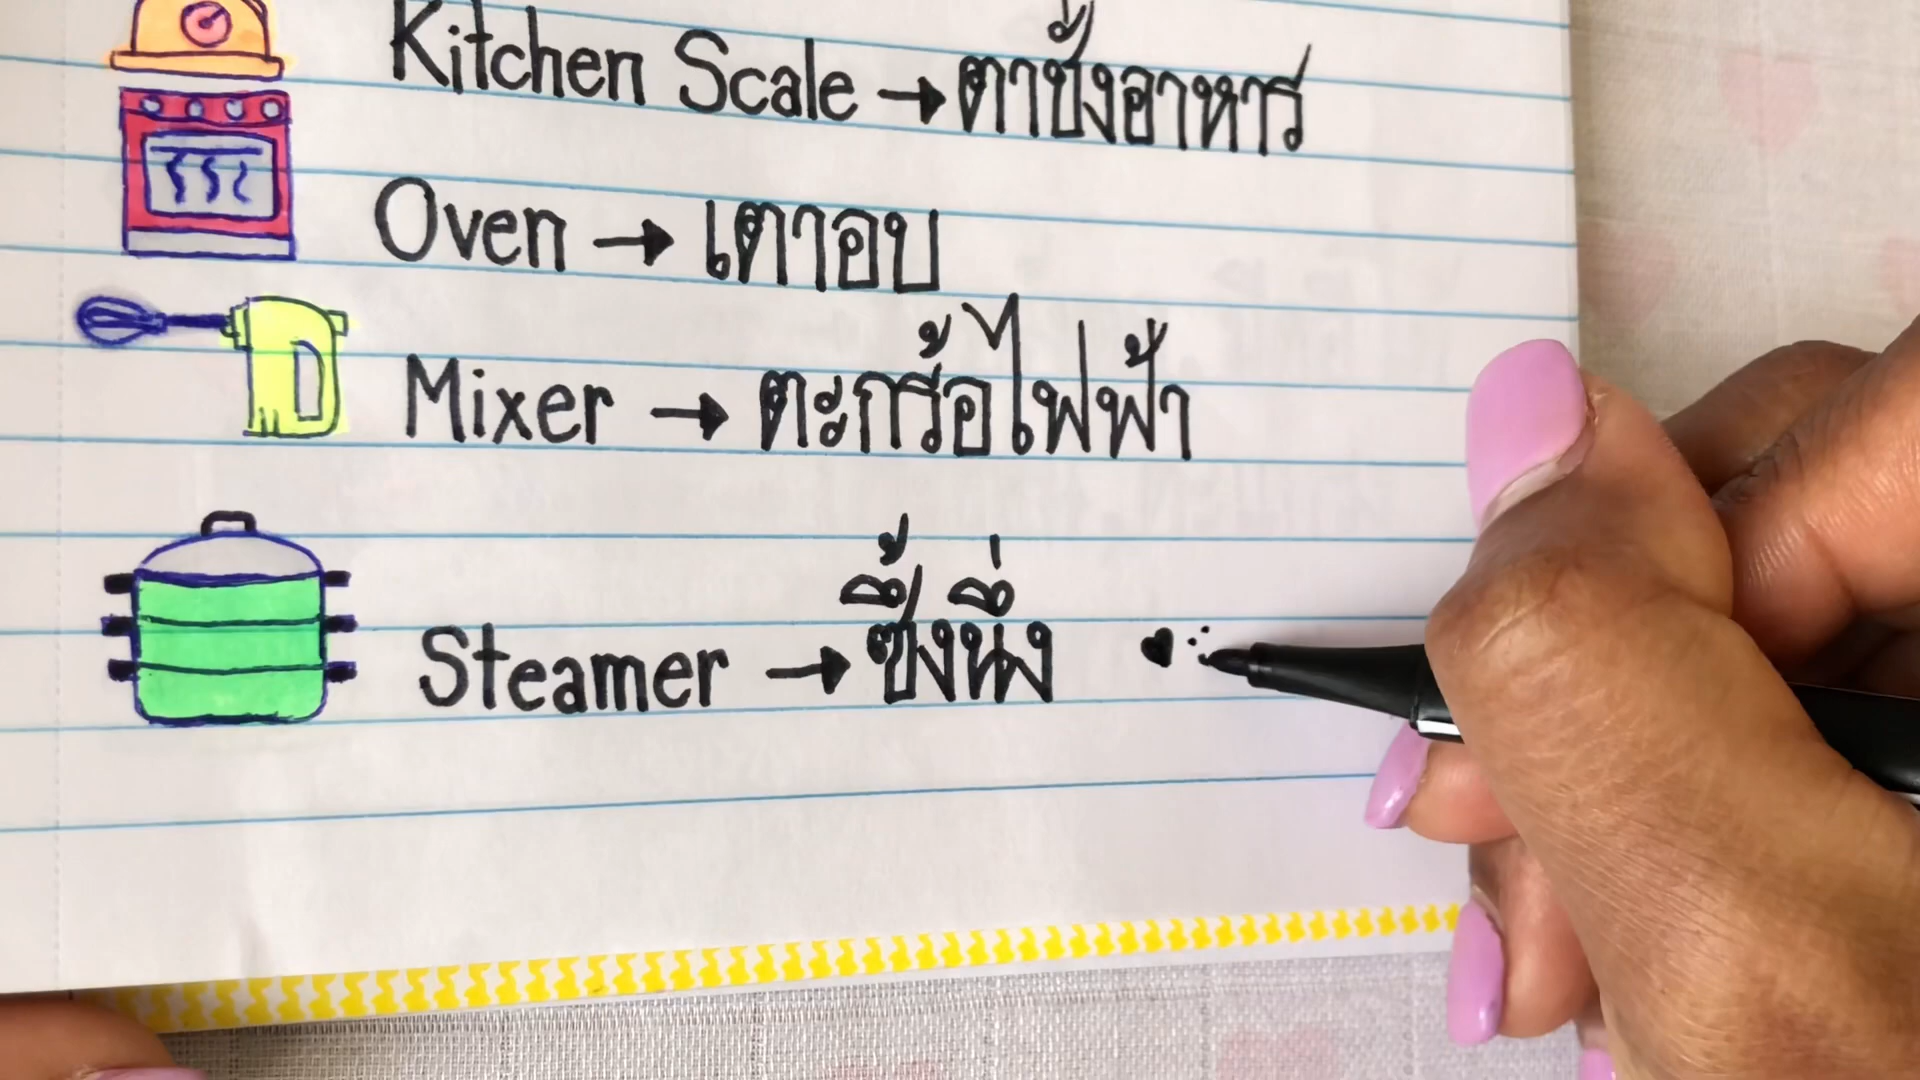 Kitchen Scale → ตาชั่งอาหาร
Oven → เตาอบ
Mixer → ตะกร้อไฟฟ้า
Steamer → ซึ้งนึ่ง